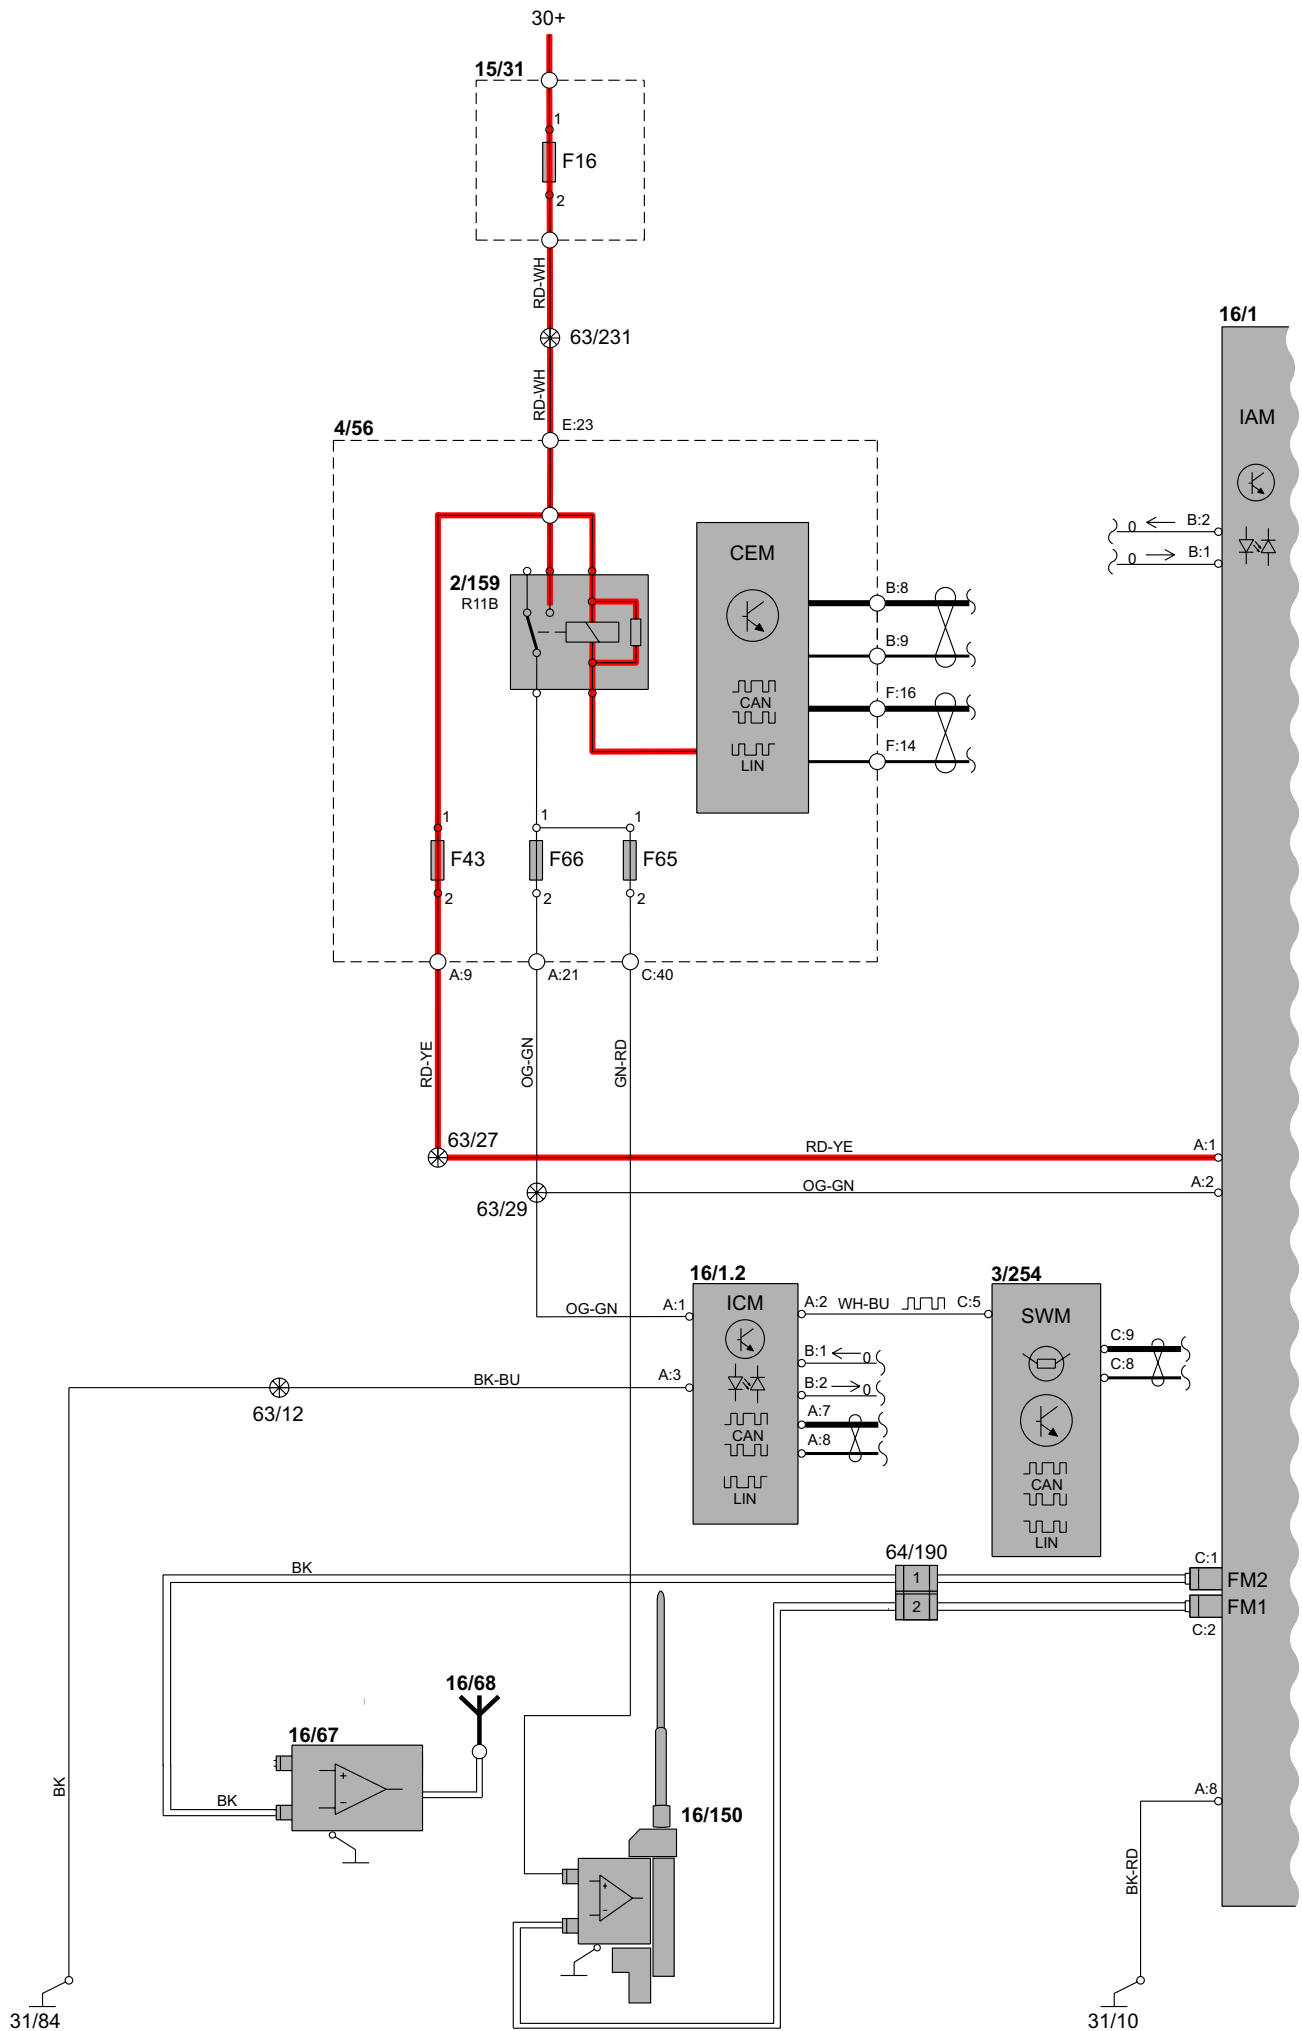 30+
15/31
1
F16
2
RD-WH
63/231
RD-WH
16/1
IAM
4/56
E:23
B:2
0
B:1
0
CEM
2/159
R11B
B:8
B:9
CAN
F:16
LIN
F:14
1
1
1
F43
F66
F65
2
2
2
A:9
A:21
C:40
RD-YE
OG-GN
GN-RD
63/27
RD-YE
A:1
63/29
OG-GN
A:2
16/1.2
3/254
OG-GN
A:1
ICM
A:2
WH-BU
C:5
SWM
B:1
0
C:9
C:8
BK-BU
A:3
B:2
0
63/12
A:7
CAN
A:8
CAN
LIN
LIN
64/190
C:1
BK
1
FM2
2
FM1
C:2
16/68
16/67
+
-
BK
BK
16/150
+
-
A:8
BK-RD
31/84
31/10